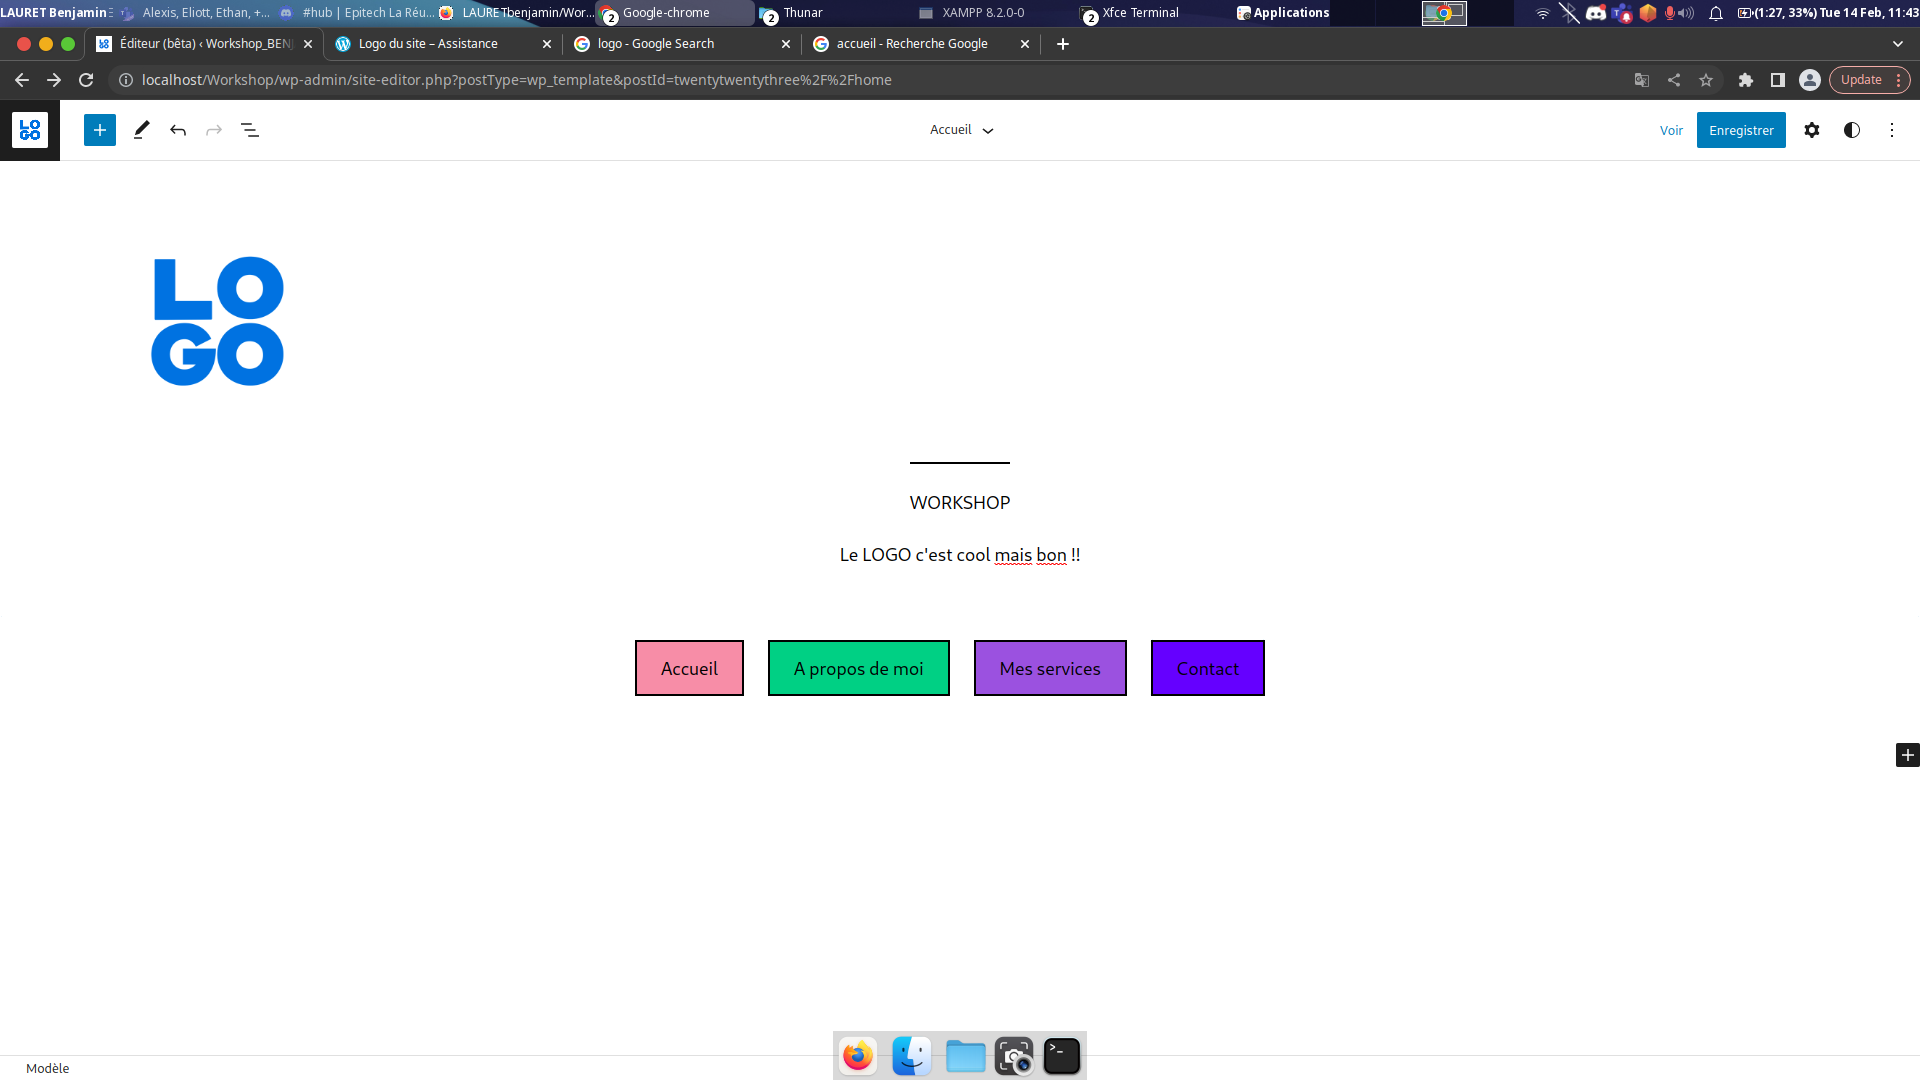 LAURET Benjamin
Alexis, Eliott, Ethan, +...
#hub | Epitech La Réu...
LAURETbenjamin/Wor...
2
Google-chrome
2
Thunar
XAMPP 8.2.0-0
2
Xfce Terminal
Applications
(1:27, 33%) Tue 14 Feb, 11:43
Éditeur (bêta) ‹ Workshop_BENJ
Logo du site – Assistance
logo - Google Search
accueil - Recherche Google
localhost/Workshop/wp-admin/site-editor.php?postType=wp_template&postId=twentytwentythree%2F%2Fhome
Update
LO
GO
Accueil
Voir
Enregistrer
LO
GO
WORKSHOP
Le LOGO c'est cool mais bon !!
Accueil
A propos de moi
Mes services
Contact
Modèle